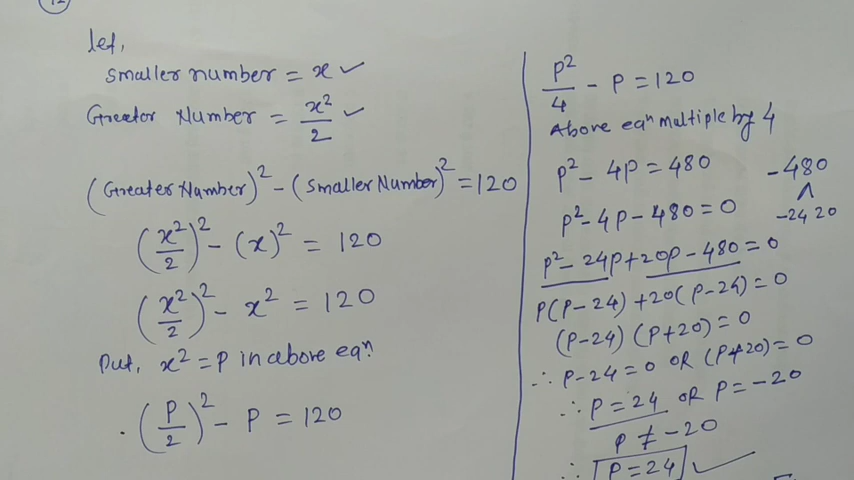 12
let,
Smaller number = x ✓
Greater Number = x²/2 ✓
(Greater Number)² - (Smaller Number)² = 120
(x²/2)² - (x)² = 120
(x²/2)² - x² = 120
Put, x² = P in above eqⁿ.
(P/2)² - P = 120
P²/4 - P = 120
Above eqⁿ multiple by 4
P² - 4P = 480
-480
P² - 4P - 480 = 0
-24 20
P² - 24P + 20P - 480 = 0
P(P-24) + 20(P-24) = 0
(P-24) (P+20) = 0
∴ P-24 = 0 OR (P+20) = 0
∴ P = 24 OR P = -20
P ≠ -20
∴ P = 24 ✓